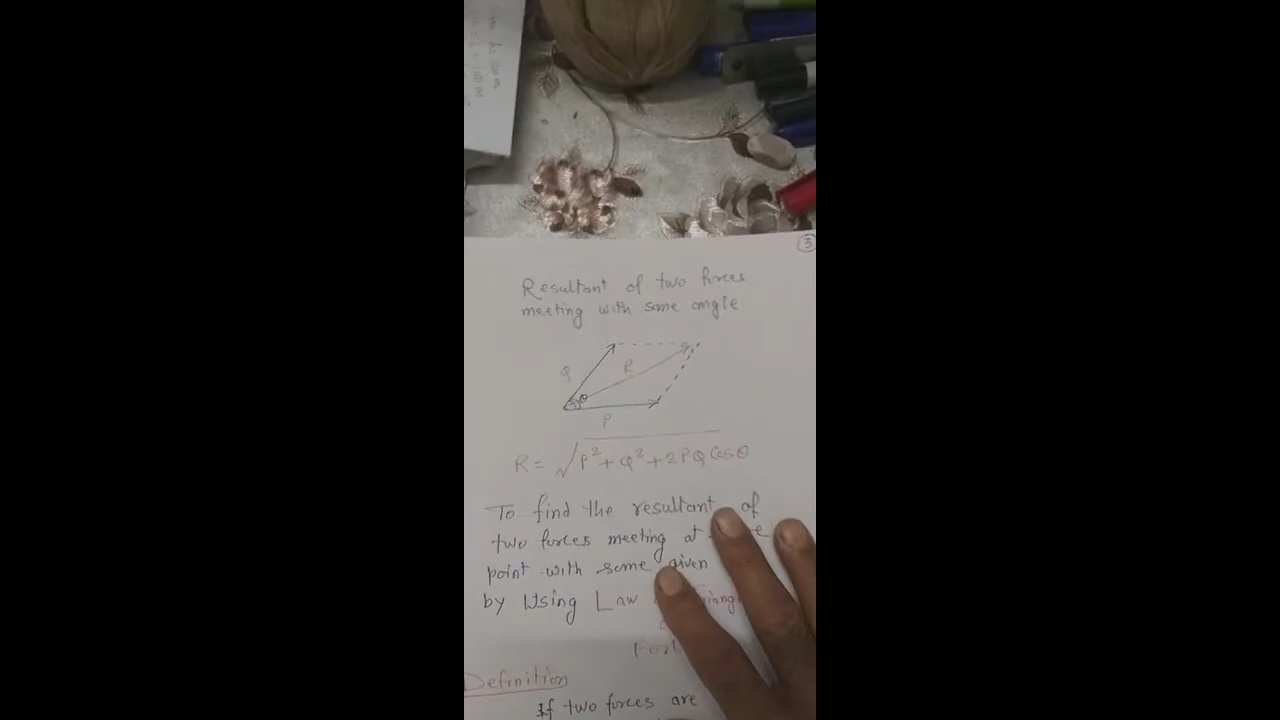 3
Resultant of two forces
meeting with some angle
Q
R
θ
P
R = √P²+Q²+2PQ Cosθ
To find the resultant of
two forces meeting at
point with some given
by Using Law
Definition
If two forces are